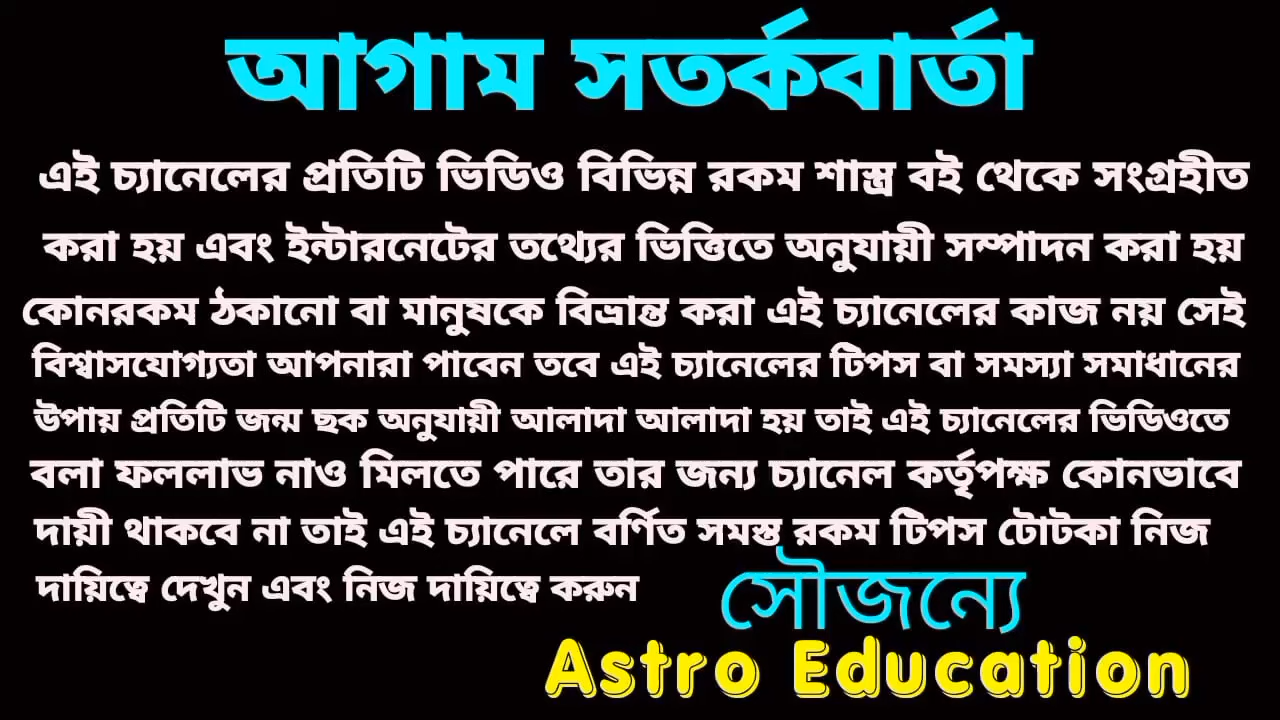 আগাম সতর্কবার্তা
এই চ্যানেলের প্রতিটি ভিডিও বিভিন্ন রকম শাস্ত্র বই থেকে সংগ্রহীত
করা হয় এবং ইন্টারনেটের তথ্যের ভিত্তিতে অনুযায়ী সম্পাদন করা হয়
কোনরকম ঠকানো বা মানুষকে বিভ্রান্ত করা এই চ্যানেলের কাজ নয় সেই
বিশ্বাসযোগ্যতা আপনারা পাবেন তবে এই চ্যানেলের টিপস বা সমস্যা সমাধানের
উপায় প্রতিটি জন্ম ছক অনুযায়ী আলাদা আলাদা হয় তাই এই চ্যানেলের ভিডিওতে
বলা ফললাভ নাও মিলতে পারে তার জন্য চ্যানেল কর্তৃপক্ষ কোনভাবে
দায়ী থাকবে না তাই এই চ্যানেলে বর্ণিত সমস্ত রকম টিপস টোটকা নিজ
দায়িত্বে দেখুন এবং নিজ দায়িত্বে করুন
সৌজন্যে
Astro Education